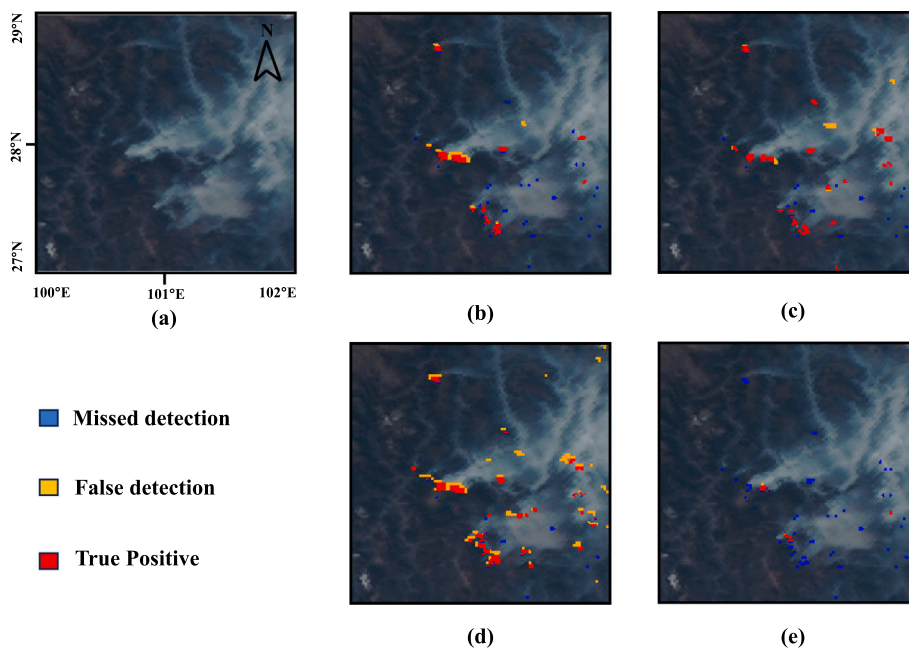 29°N
N
28°N
27°N
100°E
101°E
102°E
(a)
(b)
(c)
Missed detection
False detection
True Positive
(d)
(e)